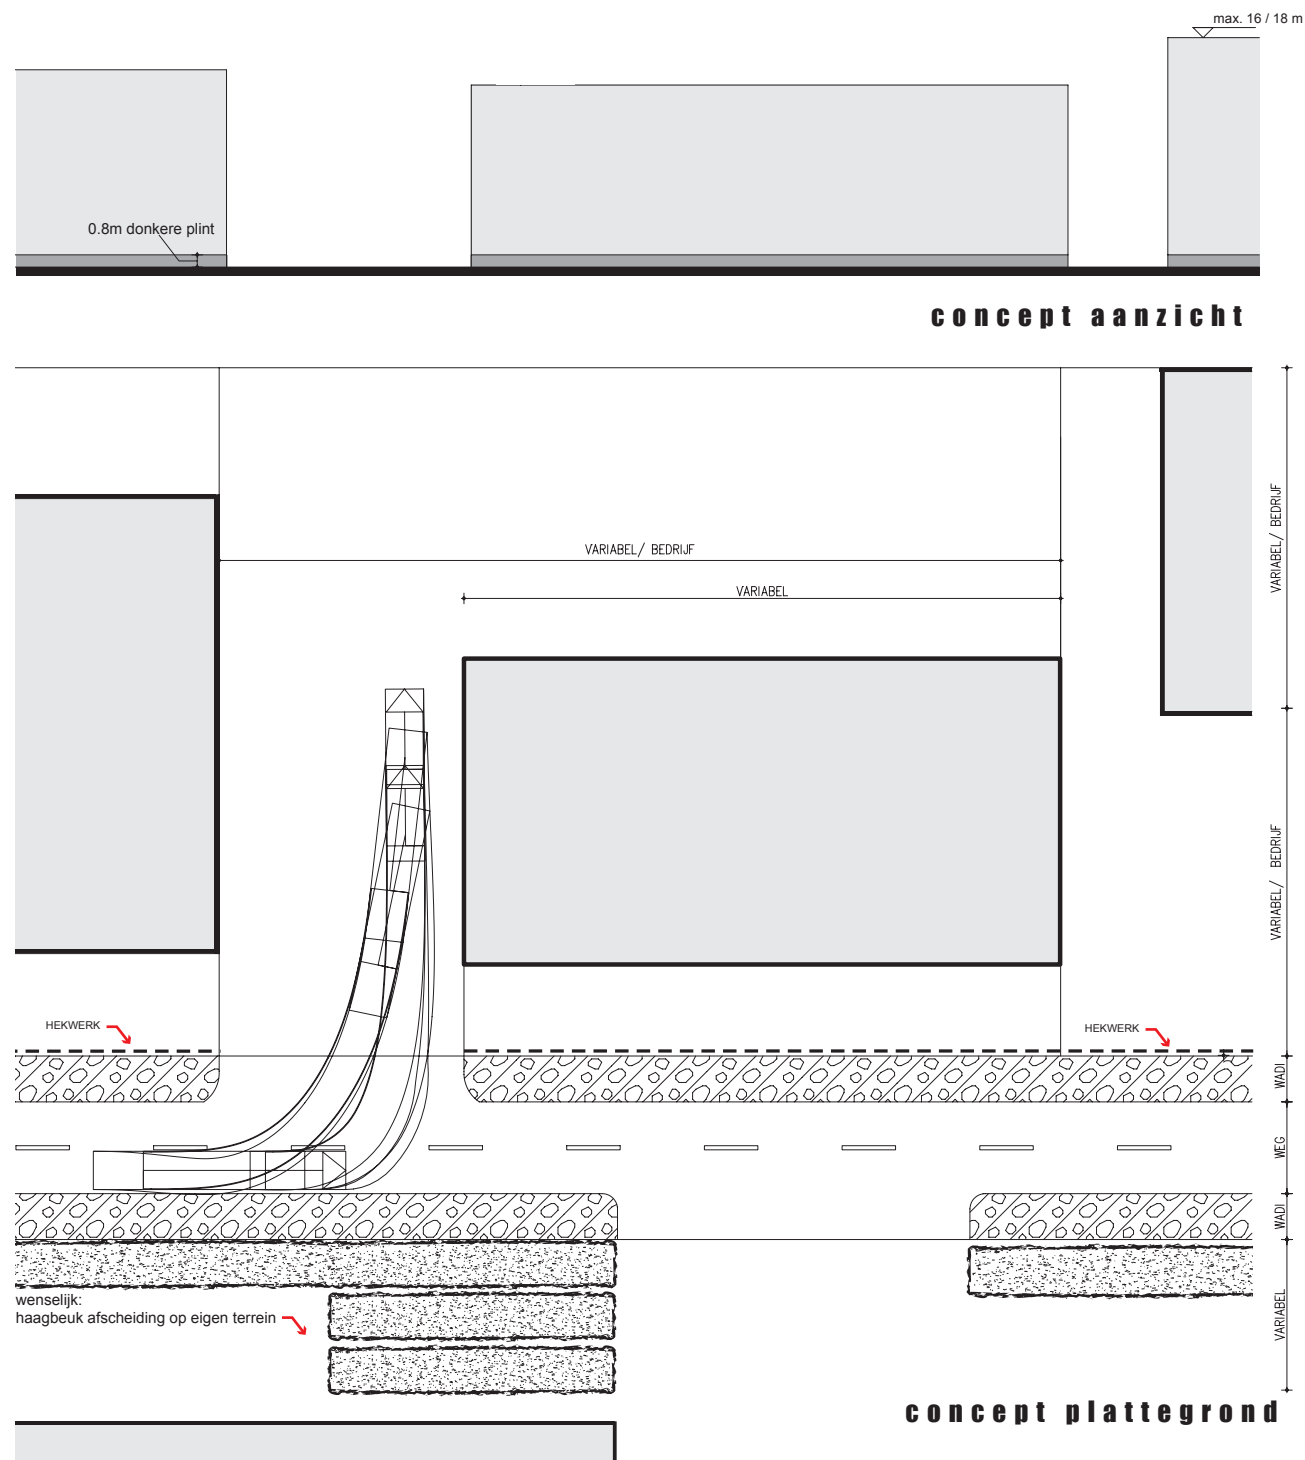 max. 16 / 18 m
0.8m donkere plint
concept aanzicht
VARIABEL/ BEDRIJF
VARIABEL/ BEDRIJF
VARIABEL
VARIABEL/ BEDRIJF
HEKWERK
HEKWERK
WADI
WEG
WADI
wenselijk:
haagbeuk afscheiding op eigen terrein
VARIABEL
concept plattegrond